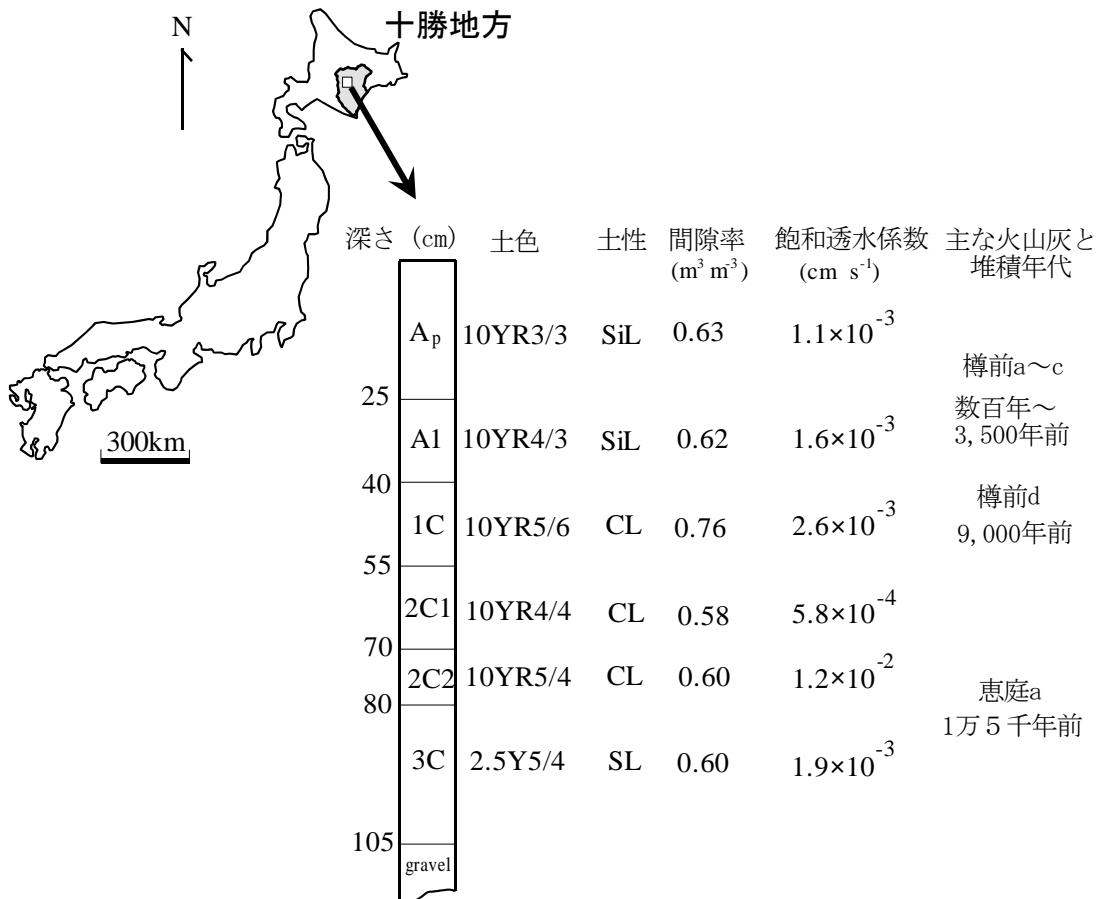 十勝地方
N
300km
深さ (cm) 土色 土性 間隙率 飽和透水係数 主な火山灰と
(m³ m⁻³) (cm s⁻¹) 堆積年代
Ap 10YR3/3 SiL 0.63 1.1×10⁻³
樽前a～c
25
数百年～
A1 10YR4/3 SiL 0.62 1.6×10⁻³ 3,500年前
40
樽前d
1C 10YR5/6 CL 0.76 2.6×10⁻³ 9,000年前
55
2C1 10YR4/4 CL 0.58 5.8×10⁻⁴
70
2C2 10YR5/4 CL 0.60 1.2×10⁻²
恵庭a
80
1万５千年前
3C 2.5Y5/4 SL 0.60 1.9×10⁻³
105
gravel